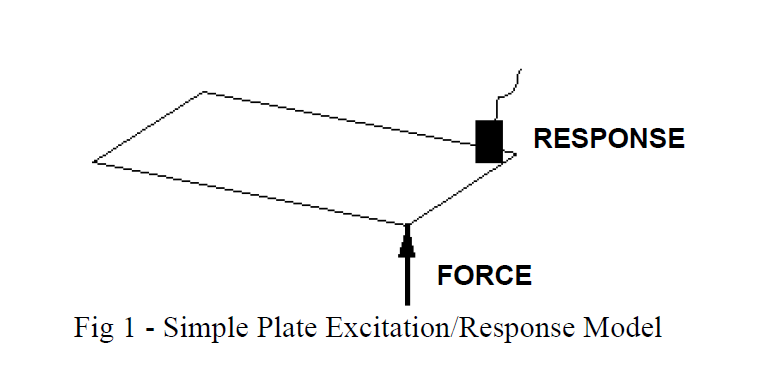 RESPONSE
FORCE
Fig 1 - Simple Plate Excitation/Response Model